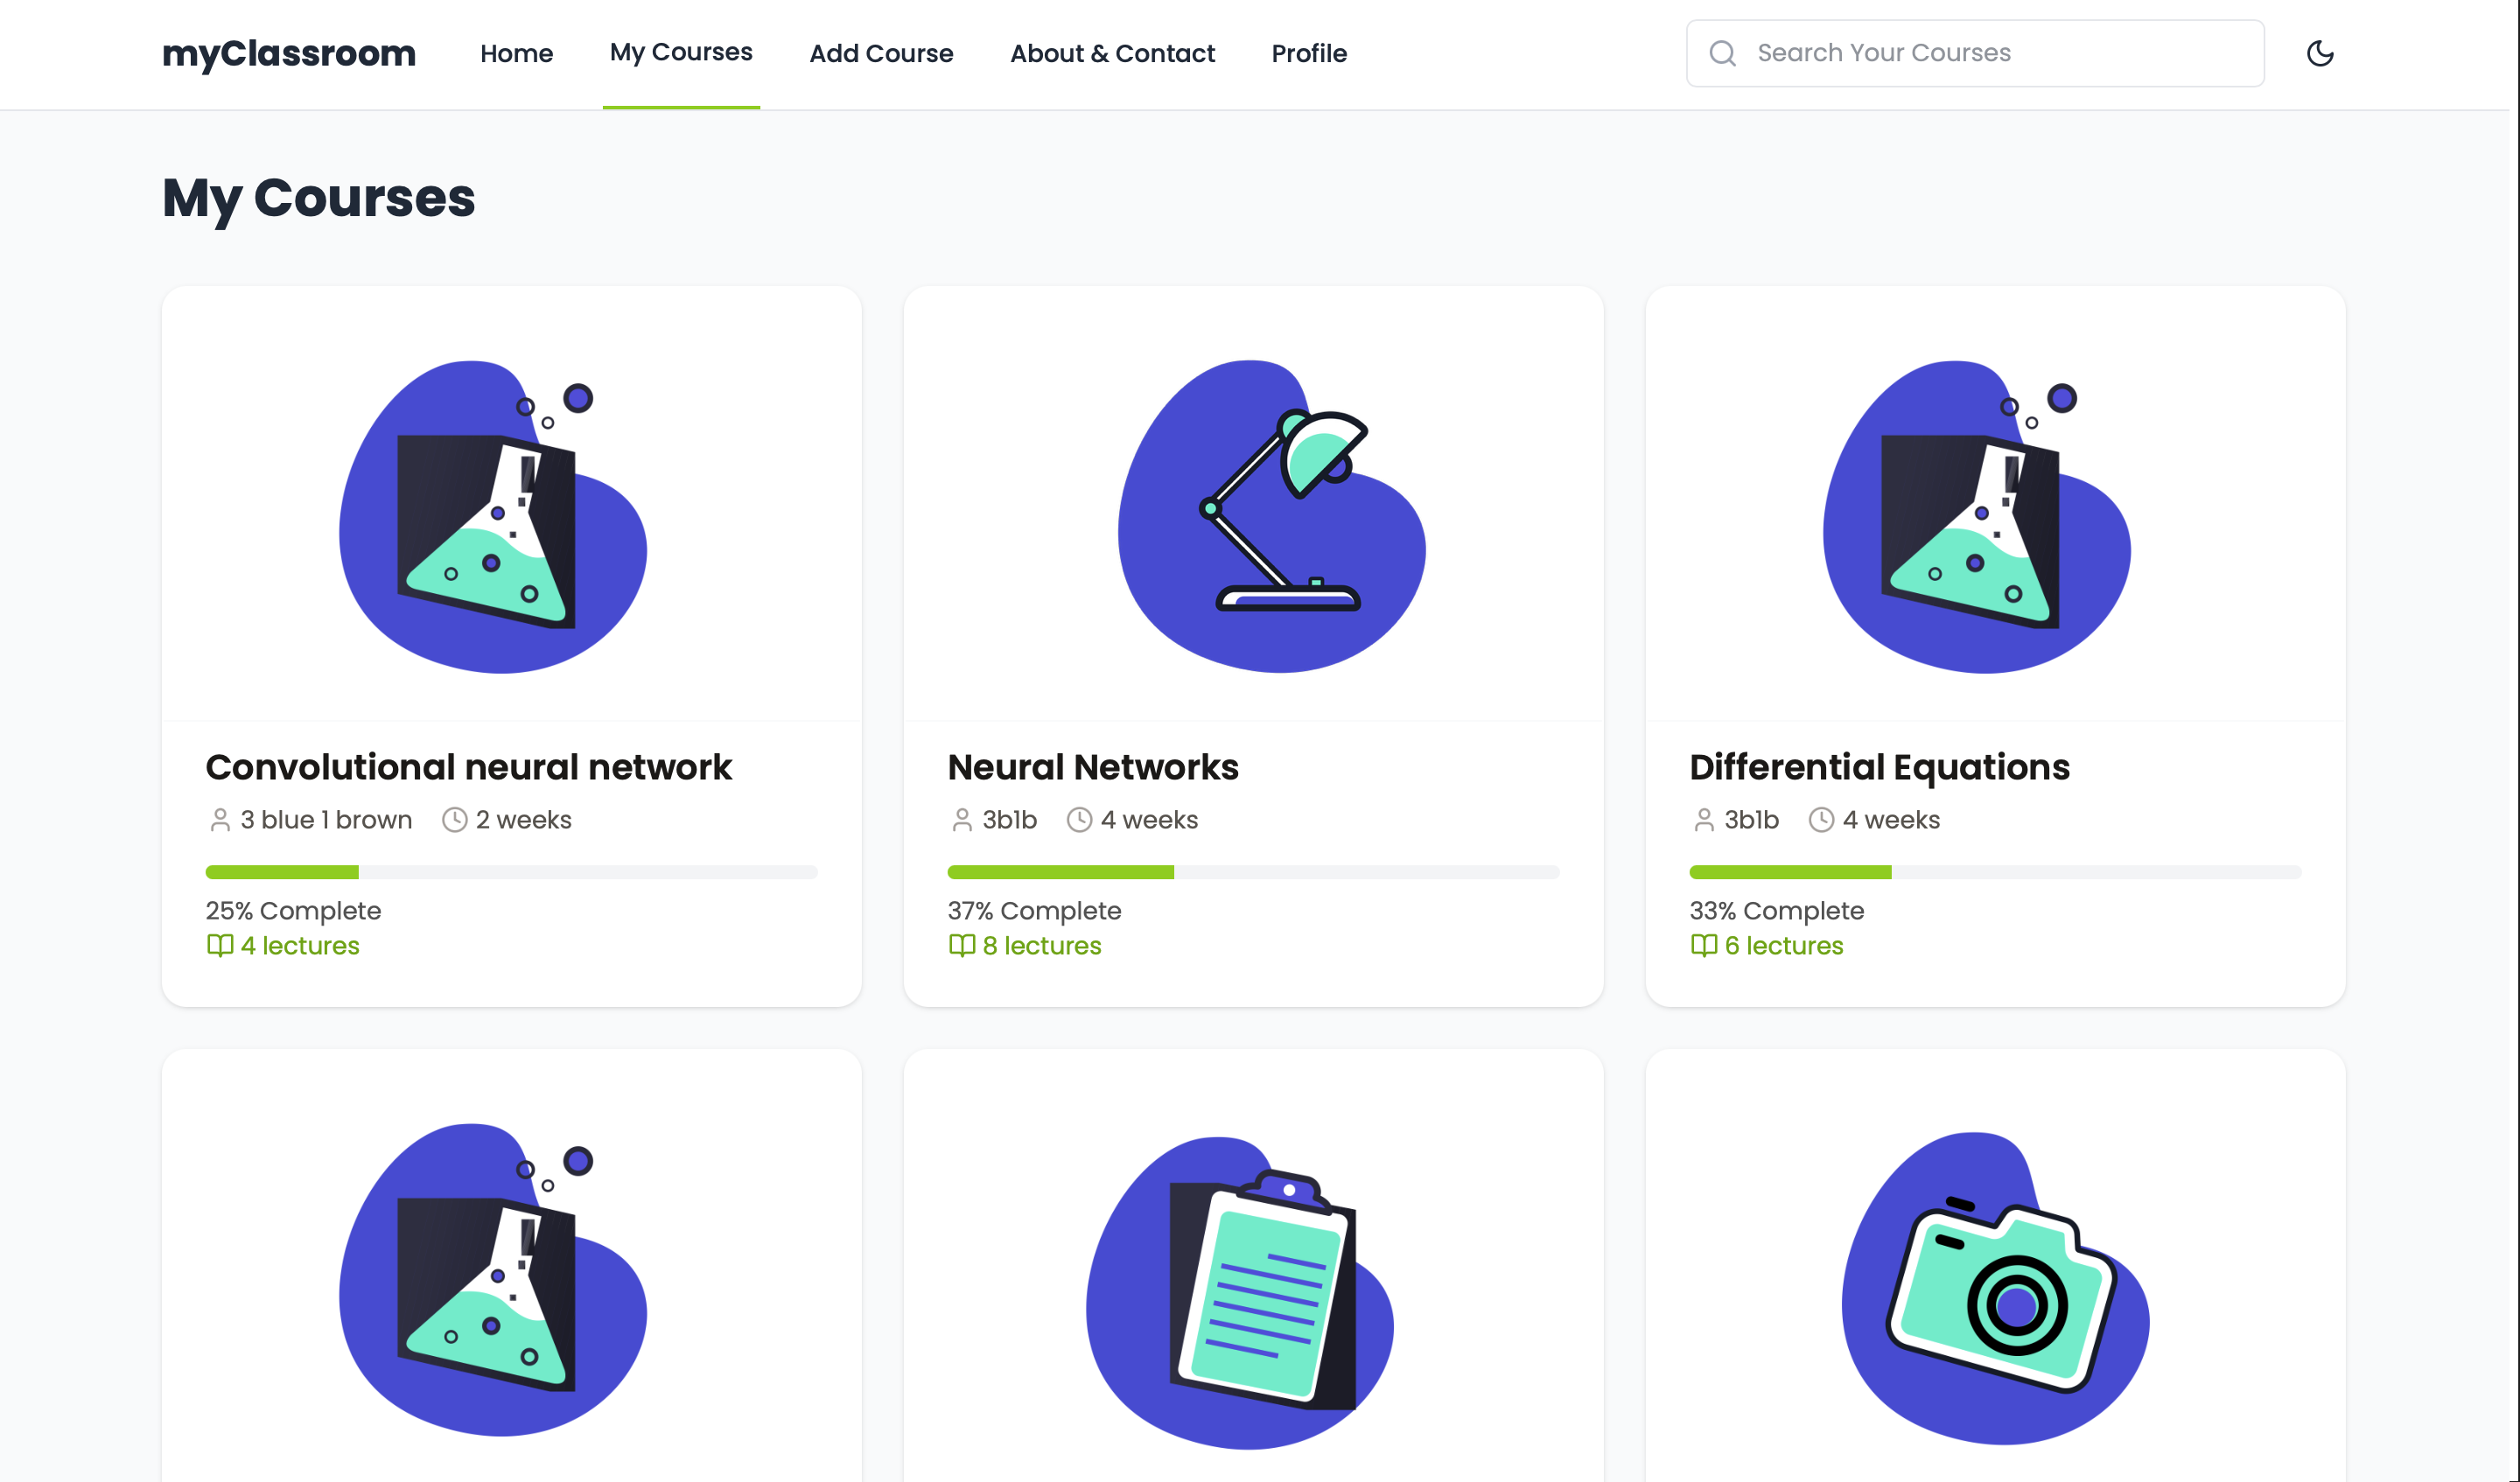 myClassroom Home My Courses Add Course About & Contact Profile Search Your Courses
My Courses
Convolutional neural network
3 blue 1 brown 2 weeks
25% Complete
4 lectures
Neural Networks
3b1b 4 weeks
37% Complete
8 lectures
Differential Equations
3b1b 4 weeks
33% Complete
6 lectures